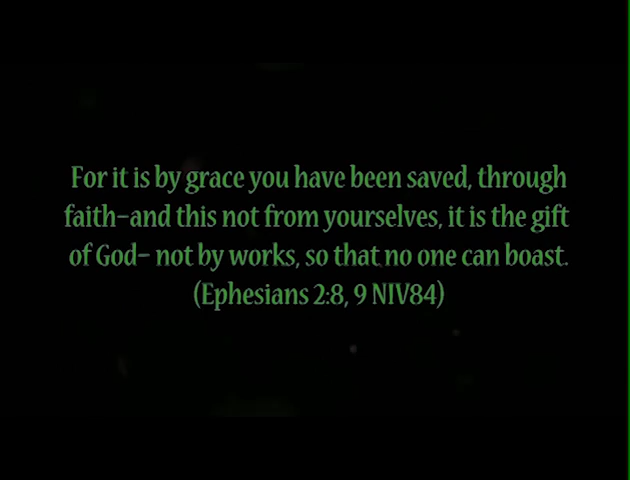 For it is by grace you have been saved, through
faith–and this not from yourselves, it is the gift
of God– not by works, so that no one can boast.
(Ephesians 2:8, 9 NIV84)